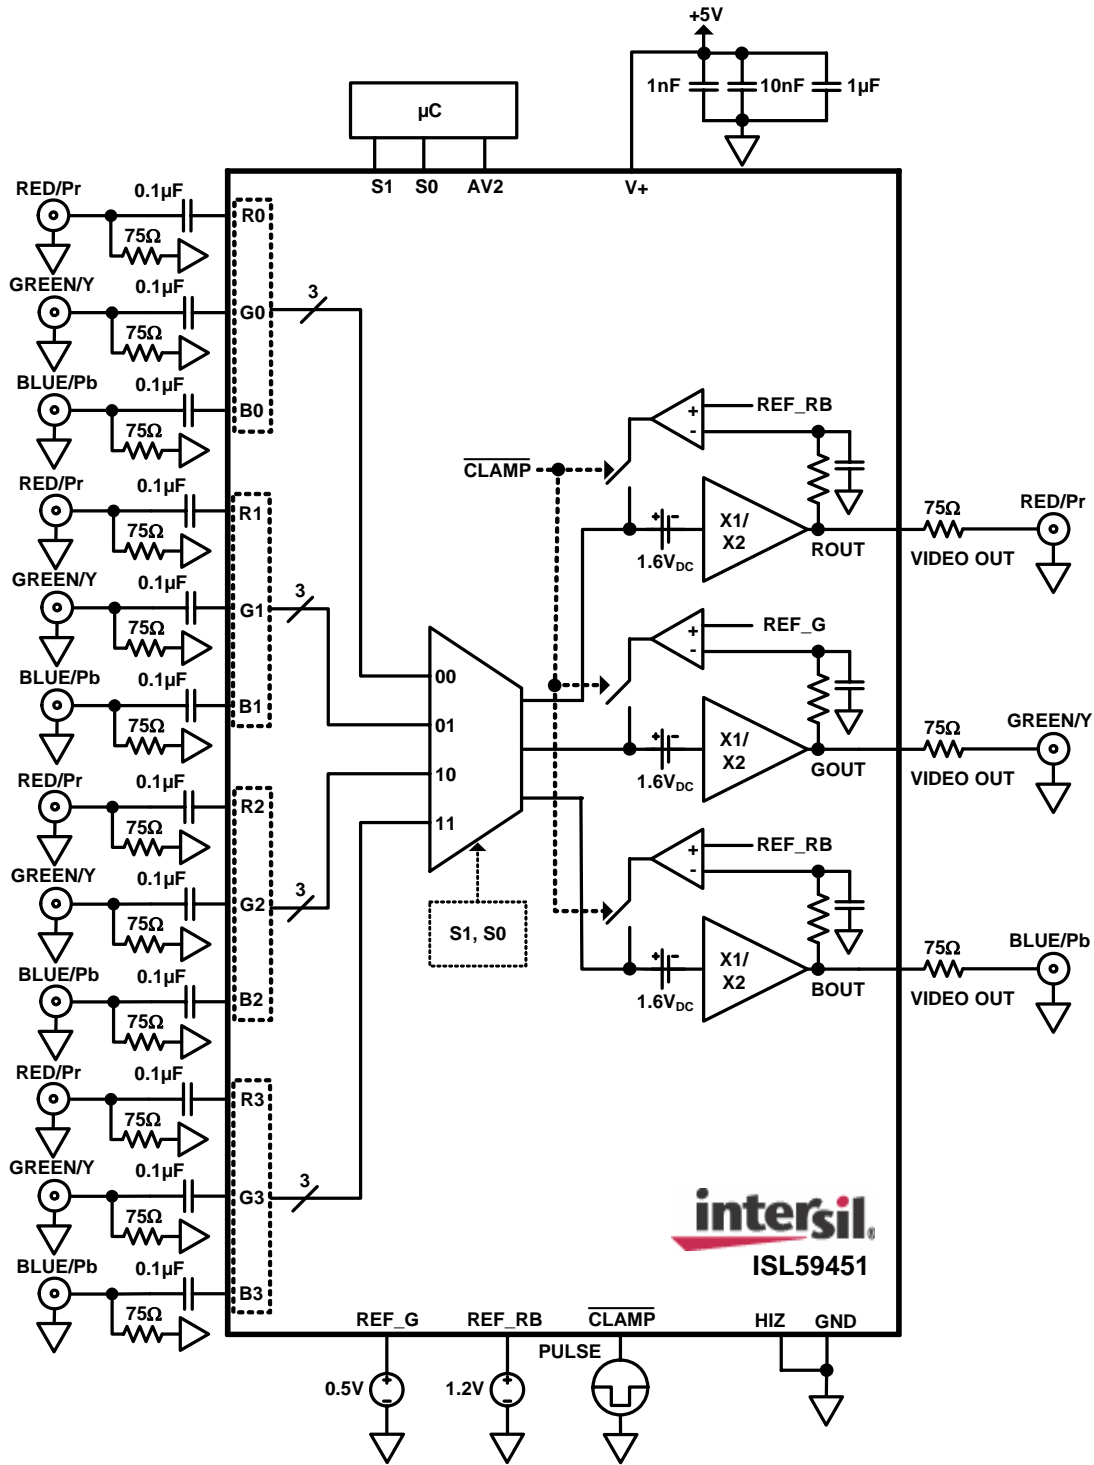 +5V
1nF
10nF
1µF
µC
S1
S0
AV2
V+
RED/Pr
0.1µF
R0
75Ω
GREEN/Y
0.1µF
G0
3
75Ω
BLUE/Pb
0.1µF
B0
75Ω
RED/Pr
0.1µF
R1
75Ω
GREEN/Y
0.1µF
G1
3
75Ω
BLUE/Pb
0.1µF
B1
75Ω
RED/Pr
0.1µF
R2
75Ω
GREEN/Y
0.1µF
G2
3
75Ω
BLUE/Pb
0.1µF
B2
75Ω
RED/Pr
0.1µF
R3
75Ω
GREEN/Y
0.1µF
G3
3
75Ω
BLUE/Pb
0.1µF
B3
75Ω
00
01
10
11
S1, S0
CLAMP
REF_RB
+
-
+ -
1.6VDC
X1/
X2
ROUT
75Ω
VIDEO OUT
RED/Pr
REF_G
+
-
+ -
1.6VDC
X1/
X2
GOUT
75Ω
VIDEO OUT
GREEN/Y
REF_RB
+
-
+ -
1.6VDC
X1/
X2
BOUT
75Ω
VIDEO OUT
BLUE/Pb
intersil®
ISL59451
REF_G
REF_RB
CLAMP
HIZ
GND
PULSE
0.5V
+
-
1.2V
+
-